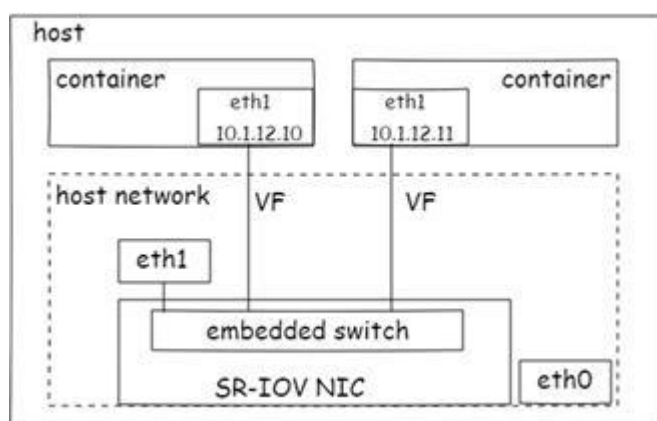 host
container
eth1
10.1.12.10
container
eth1
10.1.12.11
host network
VF
VF
eth1
embedded switch
SR-IOV NIC
eth0